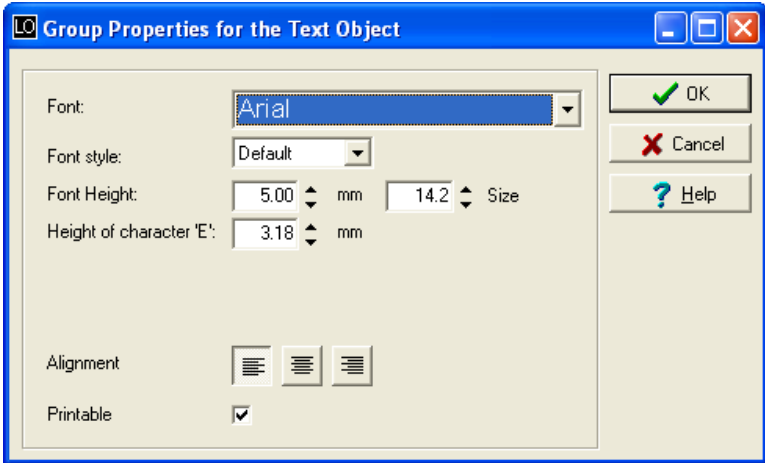 LO Group Properties for the Text Object
Font: Arial
OK
Cancel
Font style: Default
Font Height: 5.00 mm 14.2 Size
Help
Height of character 'E': 3.18 mm
Alignment
Printable